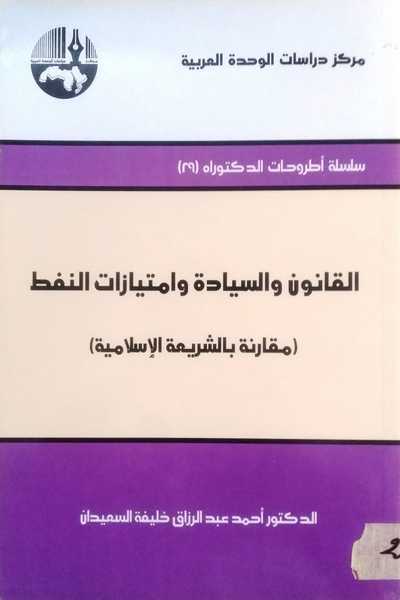 مركز دراسات الوحدة العربية
سلسلة أطروحات الدكتوراه (٢٩)
القانون والسيادة وامتيازات النفط
(مقارنة بالشريعة الإسلامية)
الدكتور أحمد عبد الرزاق خليفة السعيدان